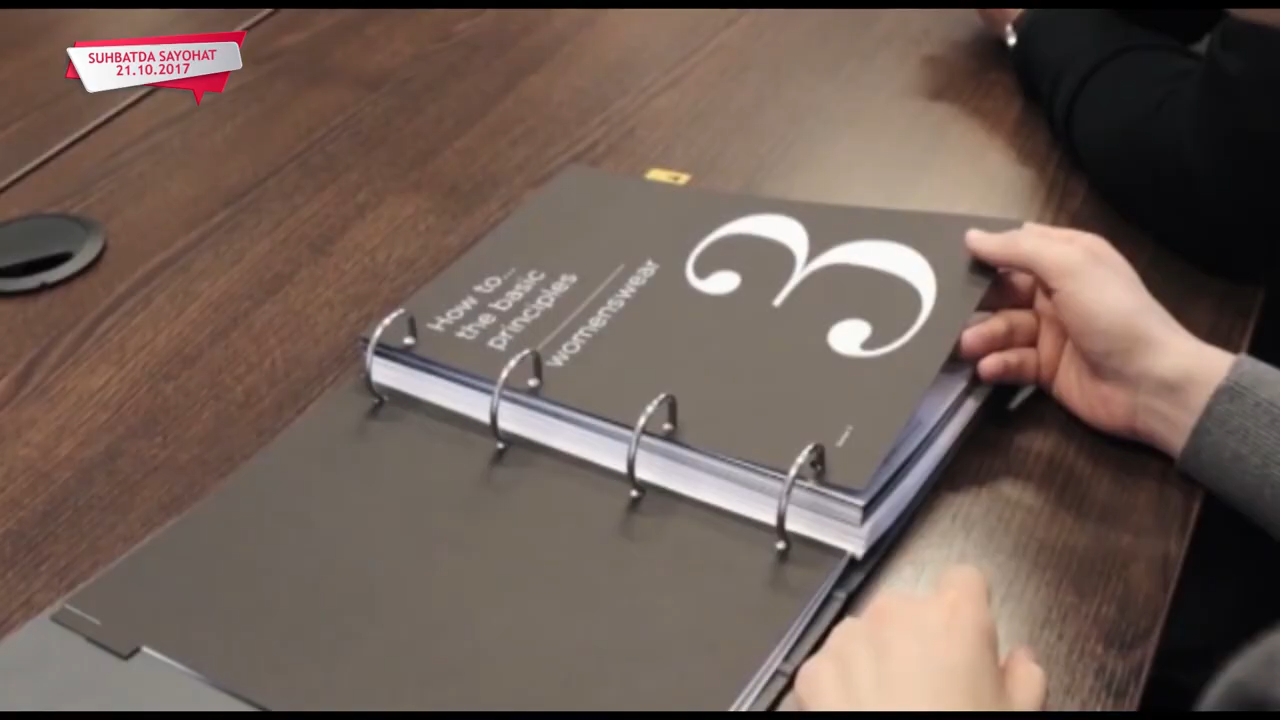 SUHBATDA SAYOHAT
21.10.2017
3
How to...
the basic
principles
womenswear